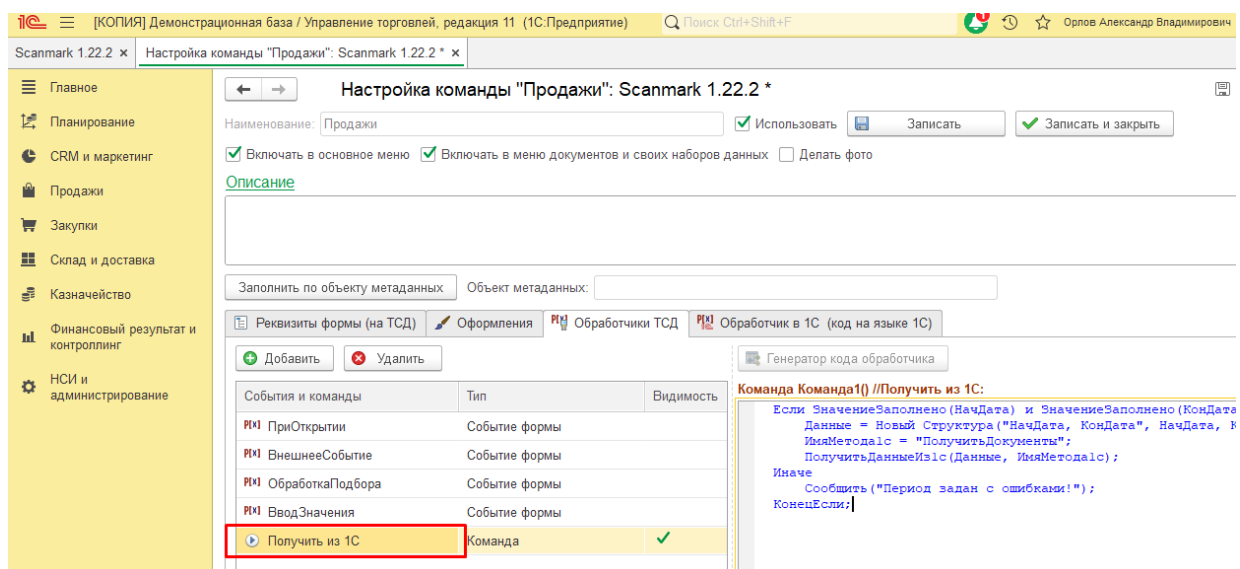 [КОПИЯ] Демонстрационная база / Управление торговлей, редакция 11 (1С:Предприятие) Поиск Ctrl+Shift+F Орлов Александр Владимирович
Scanmark 1.22.2 × Настройка команды "Продажи": Scanmark 1.22.2 * ×
Главное
Планирование
CRM и маркетинг
Продажи
Закупки
Склад и доставка
Казначейство
Финансовый результат и
контроллинг
НСИ и
администрирование
Настройка команды "Продажи": Scanmark 1.22.2 *
Наименование: Продажи Использовать Записать Записать и закрыть
Включать в основное меню Включать в меню документов и своих наборов данных Делать фото
Описание
Заполнить по объекту метаданных Объект метаданных:
Реквизиты формы (на ТСД) Оформления Обработчики ТСД Обработчик в 1С (код на языке 1С)
Добавить Удалить Генератор кода обработчика
События и команды Тип Видимость
ПриОткрытии Событие формы
ВнешнееСобытие Событие формы
ОбработкаПодбора Событие формы
ВводЗначения Событие формы
Получить из 1С Команда
Команда Команда1() //Получить из 1С:
Если ЗначениеЗаполнено(НачДата) и ЗначениеЗаполнено(КонДата
Данные = Новый Структура("НачДата, КонДата", НачДата, К
ИмяМетода1с = "ПолучитьДокументы";
ПолучитьДанныеИз1с(Данные, ИмяМетода1с);
Иначе
Сообщить("Период задан с ошибками!");
КонецЕсли;